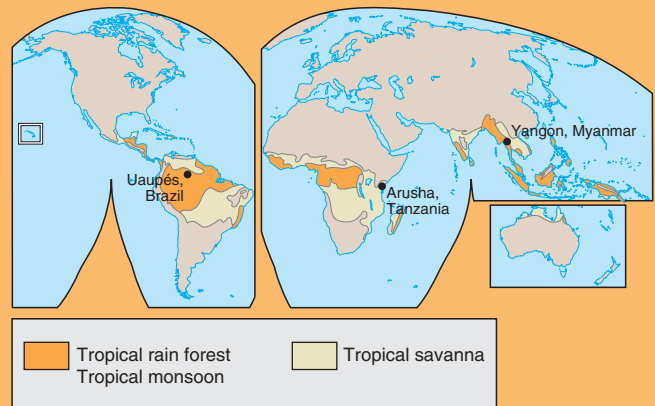 Yangon, Myanmar
Uaupés,
Brazil
Arusha,
Tanzania
Tropical rain forest
Tropical monsoon
Tropical savanna